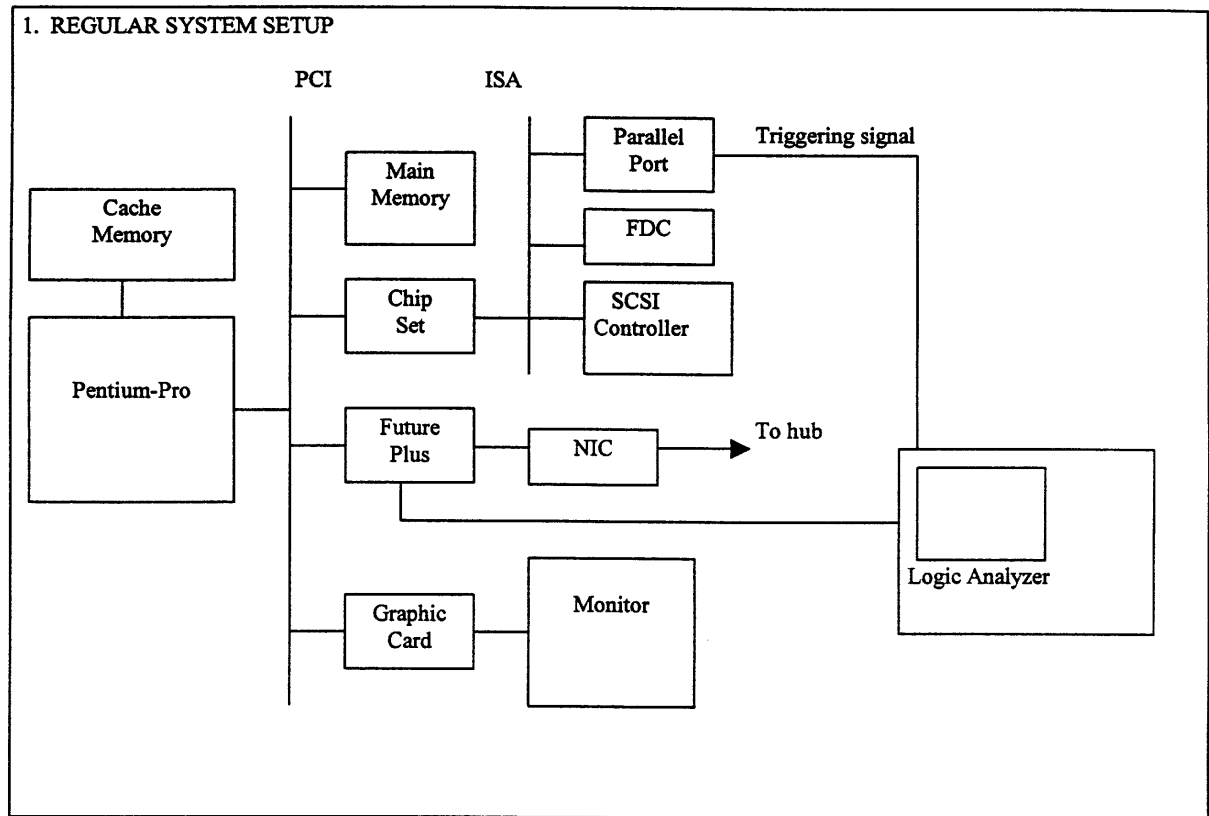 1. REGULAR SYSTEM SETUP
PCI
ISA
Parallel
Port
Triggering signal
Main
Memory
Cache
Memory
FDC
Chip
Set
SCSI
Controller
Pentium-Pro
Future
Plus
NIC
To hub
Logic Analyzer
Graphic
Card
Monitor